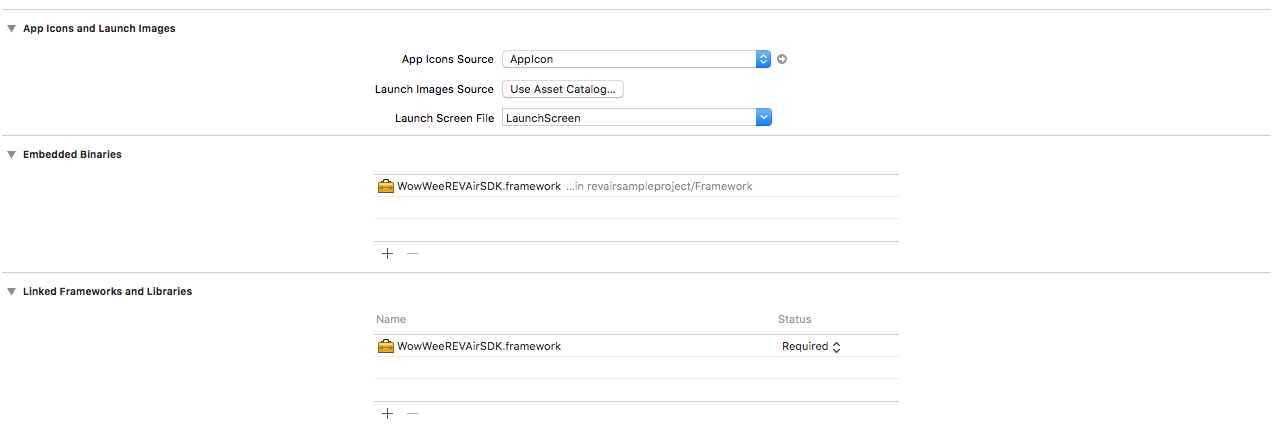 App Icons and Launch Images
App Icons Source AppIcon
Launch Images Source Use Asset Catalog...
Launch Screen File LaunchScreen
Embedded Binaries
WowWeeREVAirSDK.framework ...in revairsampleproject/Framework
Linked Frameworks and Libraries
Name Status
WowWeeREVAirSDK.framework Required